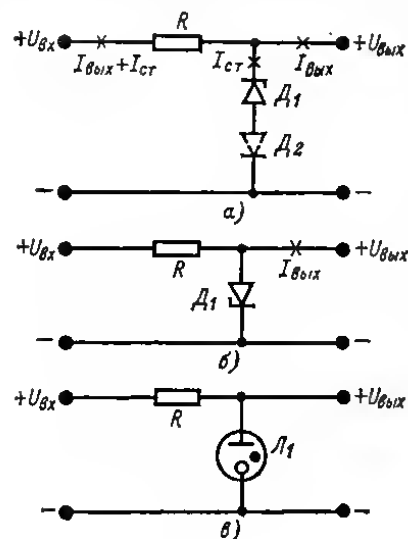 +Uвх R +Uвых
Iвых+Iст Iст Iвых
Д1
Д2
− −
а)
+Uвх R +Uвых
Iвых
Д1
− −
б)
+Uвх R +Uвых
Л1
− −
в)